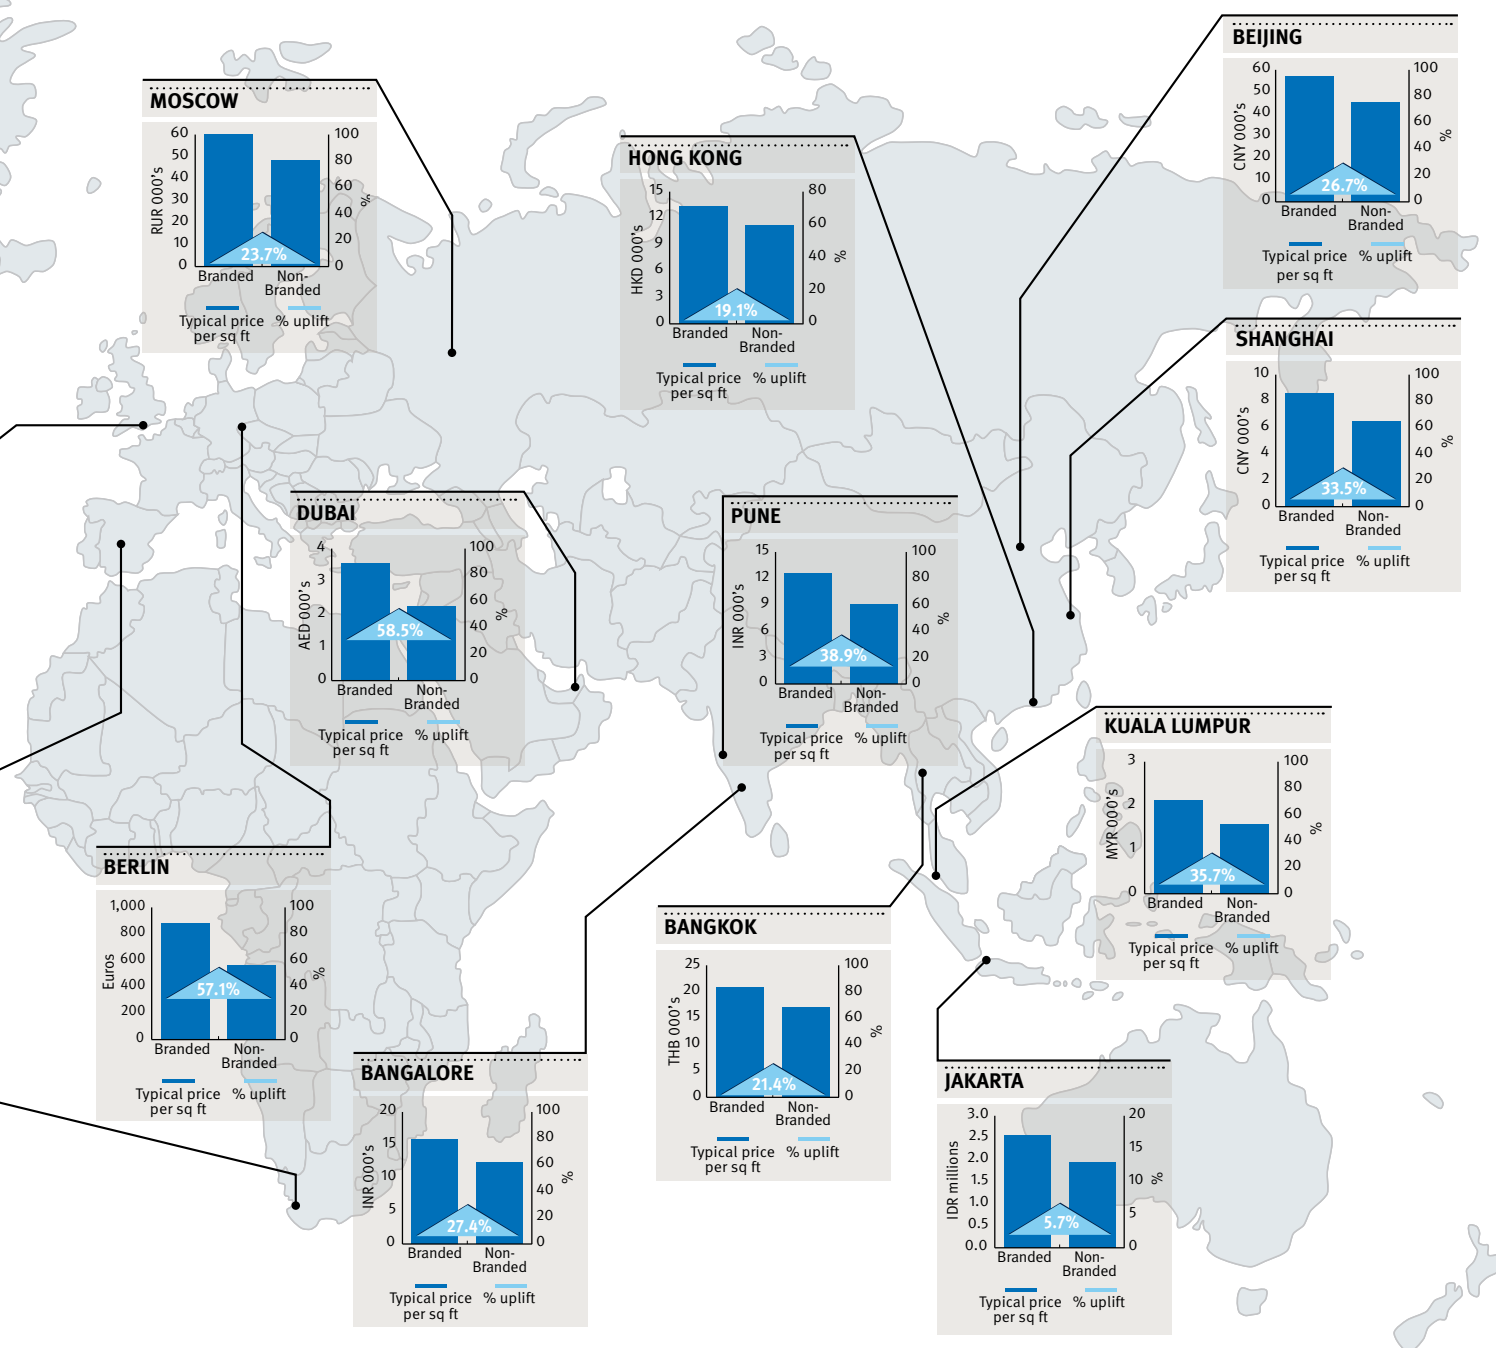 MOSCOW
60
50
40
30
20
10
0
RUR 000's
100
80
60
40
20
0
%
23.7%
Branded
Non-
Branded
Typical price
per sq ft
% uplift
HONG KONG
15
12
9
6
3
0
HKD 000's
80
60
40
20
0
%
19.1%
Branded
Non-
Branded
Typical price
per sq ft
% uplift
BEIJING
60
50
40
30
20
10
0
CNY 000's
100
80
60
40
20
0
%
26.7%
Branded
Non-
Branded
Typical price
per sq ft
% uplift
SHANGHAI
10
8
6
4
2
0
CNY 000's
100
80
60
40
20
0
%
33.5%
Branded
Non-
Branded
Typical price
per sq ft
% uplift
DUBAI
4
3
2
1
0
AED 000's
100
80
60
40
20
0
%
58.5%
Branded
Non-
Branded
Typical price
per sq ft
% uplift
PUNE
15
12
9
6
3
0
INR 000's
100
80
60
40
20
0
%
38.9%
Branded
Non-
Branded
Typical price
per sq ft
% uplift
KUALA LUMPUR
3
2
1
0
MYR 000's
100
80
60
40
20
0
%
35.7%
Branded
Non-
Branded
Typical price
per sq ft
% uplift
BERLIN
1,000
800
600
400
200
0
Euros
100
80
60
40
20
0
%
57.1%
Branded
Non-
Branded
Typical price
per sq ft
% uplift
BANGKOK
25
20
15
10
5
0
THB 000's
100
80
60
40
20
0
%
21.4%
Branded
Non-
Branded
Typical price
per sq ft
% uplift
BANGALORE
20
15
10
5
0
INR 000's
100
80
60
40
20
0
%
27.4%
Branded
Non-
Branded
Typical price
per sq ft
% uplift
JAKARTA
3.0
2.5
2.0
1.5
1.0
0.5
0.0
IDR millions
20
15
10
5
0
%
5.7%
Branded
Non-
Branded
Typical price
per sq ft
% uplift